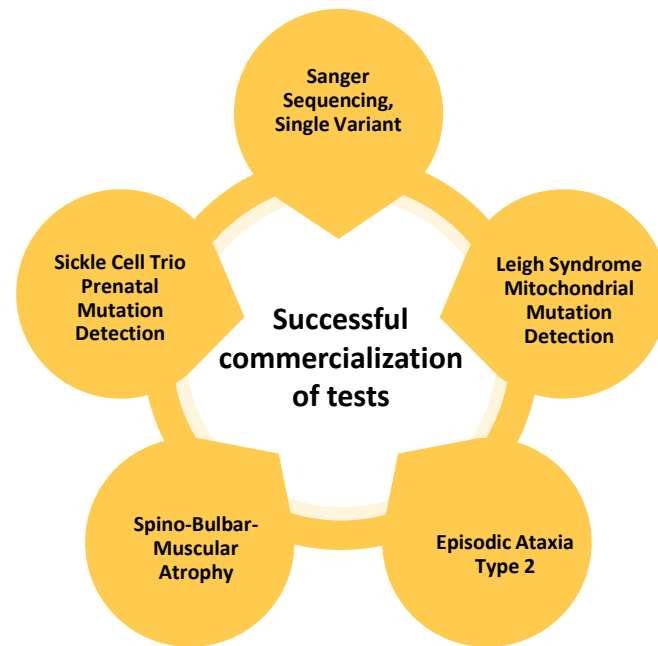 Sanger
Sequencing,
Single Variant
Leigh Syndrome
Mitochondrial
Mutation
Detection
Episodic Ataxia
Type 2
Spino-Bulbar-
Muscular
Atrophy
Sickle Cell Trio
Prenatal
Mutation
Detection
Successful
commercialization
of tests